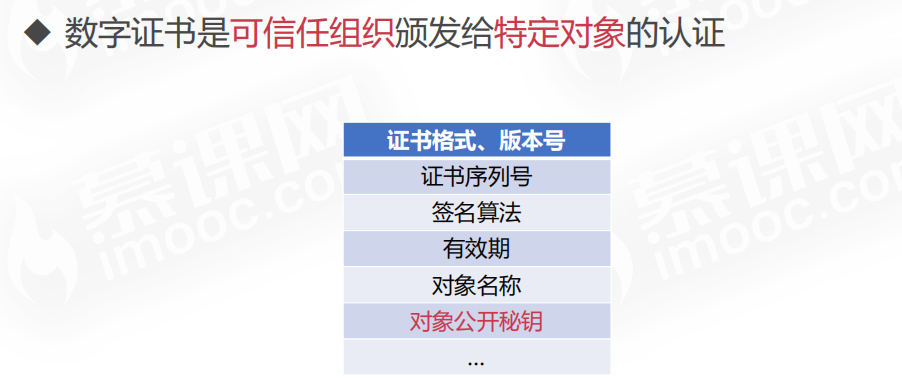 ◆ 数字证书是可信任组织颁发给特定对象的认证
证书格式、版本号
证书序列号
签名算法
有效期
对象名称
对象公开秘钥
...
慕课网
imooc.com
慕课网
imooc.com